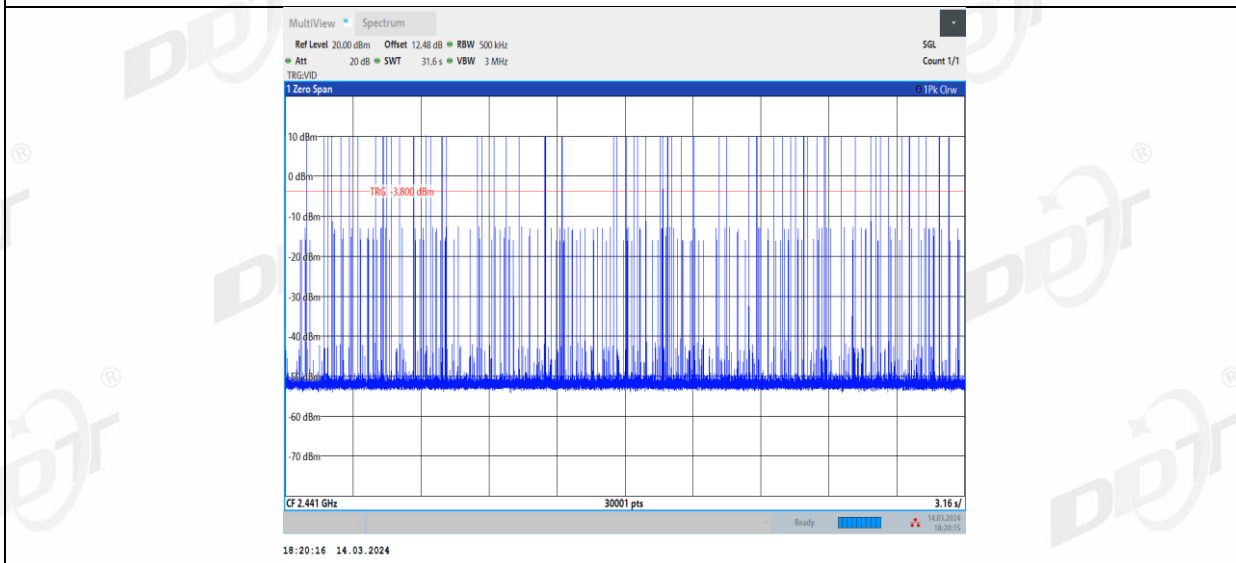 MultiView Spectrum
Ref Level 20.00 dBm Offset 12.48 dB RBW 500 kHz SGL
Att 20 dB SWT 31.6 s VBW 3 MHz Count 1/1
TRG:VID
1 Zero Span 1Pk Clrw
10 dBm
0 dBm
TRG -3.800 dBm
-10 dBm
-20 dBm
-30 dBm
-40 dBm
-50 dBm
-60 dBm
-70 dBm
CF 2.441 GHz 30001 pts 3.16 s/
Ready 14.03.2024
18:20:15
18:20:16 14.03.2024
DDT
®